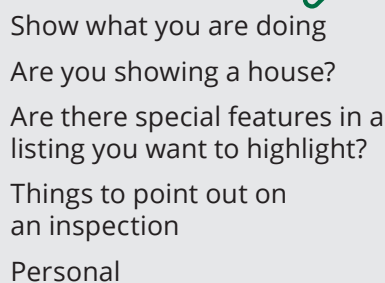 Show what you are doing
Are you showing a house?
Are there special features in a
listing you want to highlight?
Things to point out on
an inspection
Personal